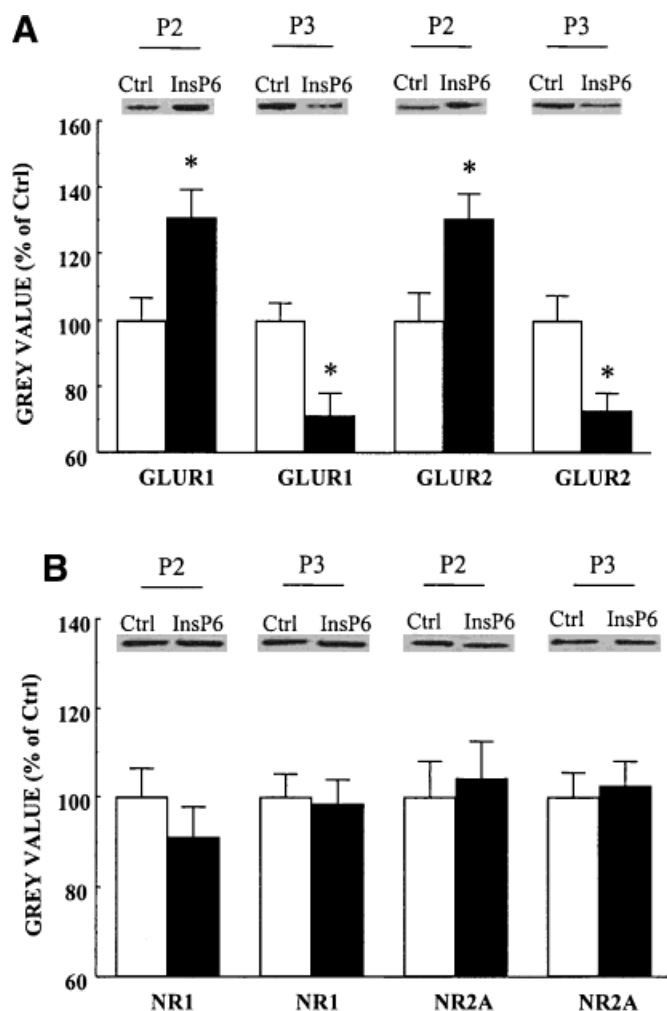 A
P2 P3 P2 P3
Ctrl InsP6 Ctrl InsP6 Ctrl InsP6 Ctrl InsP6
160
140
120
100
80
60
GREY VALUE (% of Ctrl)
* * * *
GLUR1 GLUR1 GLUR2 GLUR2
B
P2 P3 P2 P3
Ctrl InsP6 Ctrl InsP6 Ctrl InsP6 Ctrl InsP6
140
120
100
80
60
GREY VALUE (% of Ctrl)
NR1 NR1 NR2A NR2A